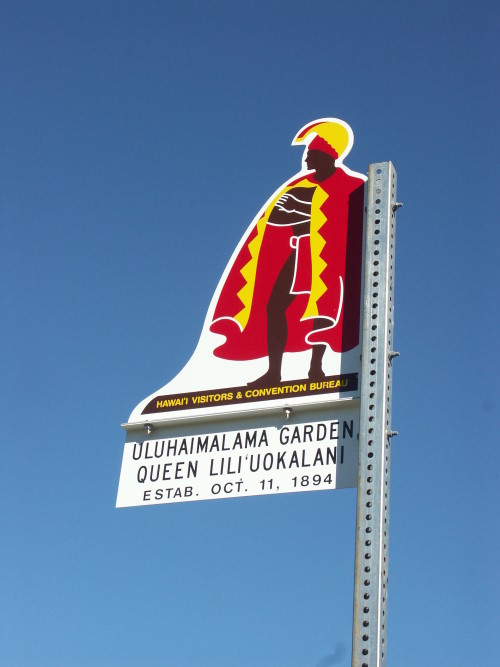 HAWAI'I VISITORS & CONVENTION BUREAU
ULUHAIMALAMA GARDEN,
QUEEN LILI'UOKALANI
ESTAB. OCT. 11, 1894